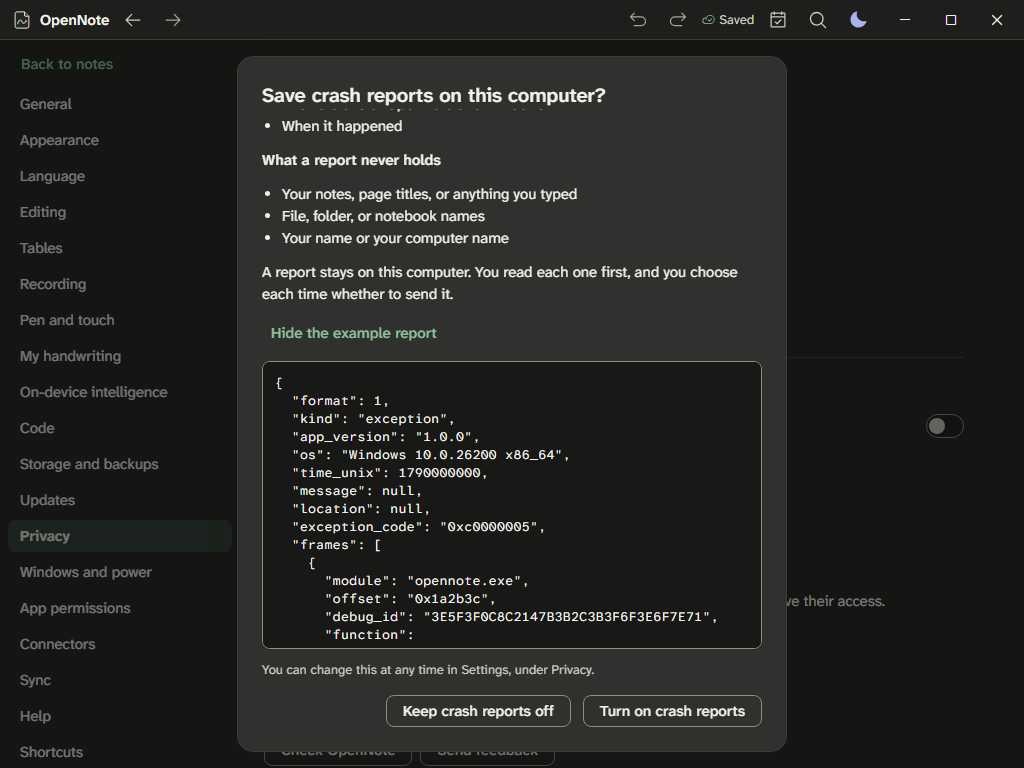 OpenNote
Saved
Back to notes
General
Appearance
Language
Editing
Tables
Recording
Pen and touch
My handwriting
On-device intelligence
Code
Storage and backups
Updates
Privacy
Windows and power
App permissions
Connectors
Sync
Help
Shortcuts
Save crash reports on this computer?
• When it happened
What a report never holds
• Your notes, page titles, or anything you typed
• File, folder, or notebook names
• Your name or your computer name
A report stays on this computer. You read each one first, and you choose
each time whether to send it.
Hide the example report
{
  "format": 1,
  "kind": "exception",
  "app_version": "1.0.0",
  "os": "Windows 10.0.26200 x86_64",
  "time_unix": 1790000000,
  "message": null,
  "location": null,
  "exception_code": "0xc0000005",
  "frames": [
    {
      "module": "opennote.exe",
      "offset": "0x1a2b3c",
      "debug_id": "3E5F3F0C8C2147B3B2C3B3F6F3E6F7E71",
      "function":
You can change this at any time in Settings, under Privacy.
Keep crash reports off
Turn on crash reports
their access.
Check OpenNote
Send feedback